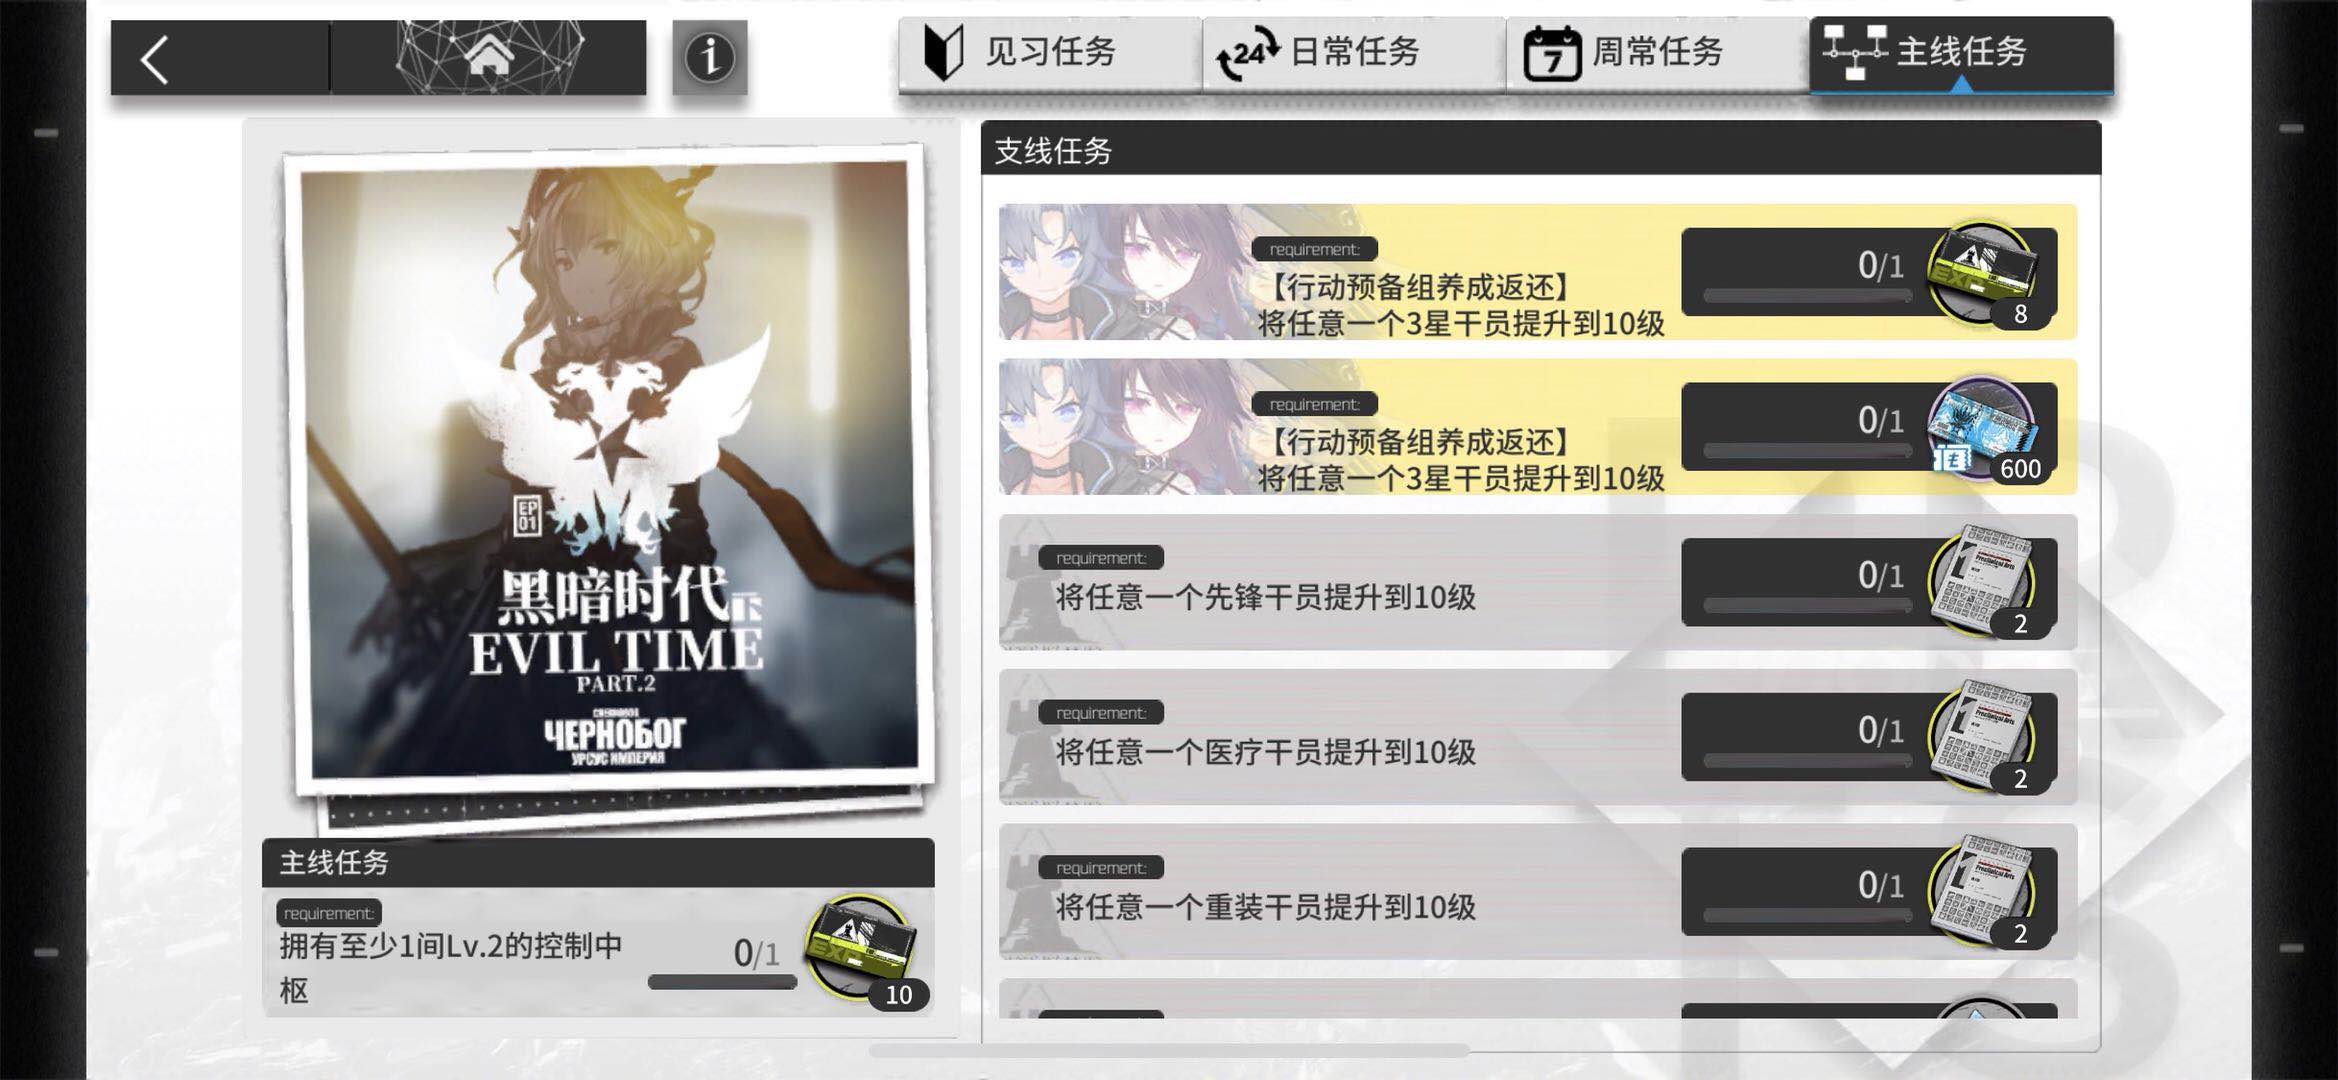 见习任务
24 日常任务
7 周常任务
主线任务
EP
01
黑暗时代下
EVIL TIME
PART.2
ЧЕРНОБОГ
УРСУС ИМПЕРИЯ
主线任务
requirement:
拥有至少1间Lv.2的控制中
枢
0/1
EXP
10
支线任务
requirement:
【行动预备组养成返还】
将任意一个3星干员提升到10级
0/1
EXP
8
requirement:
【行动预备组养成返还】
将任意一个3星干员提升到10级
0/1
600
requirement:
将任意一个先锋干员提升到10级
0/1
2
requirement:
将任意一个医疗干员提升到10级
0/1
2
requirement:
将任意一个重装干员提升到10级
0/1
2